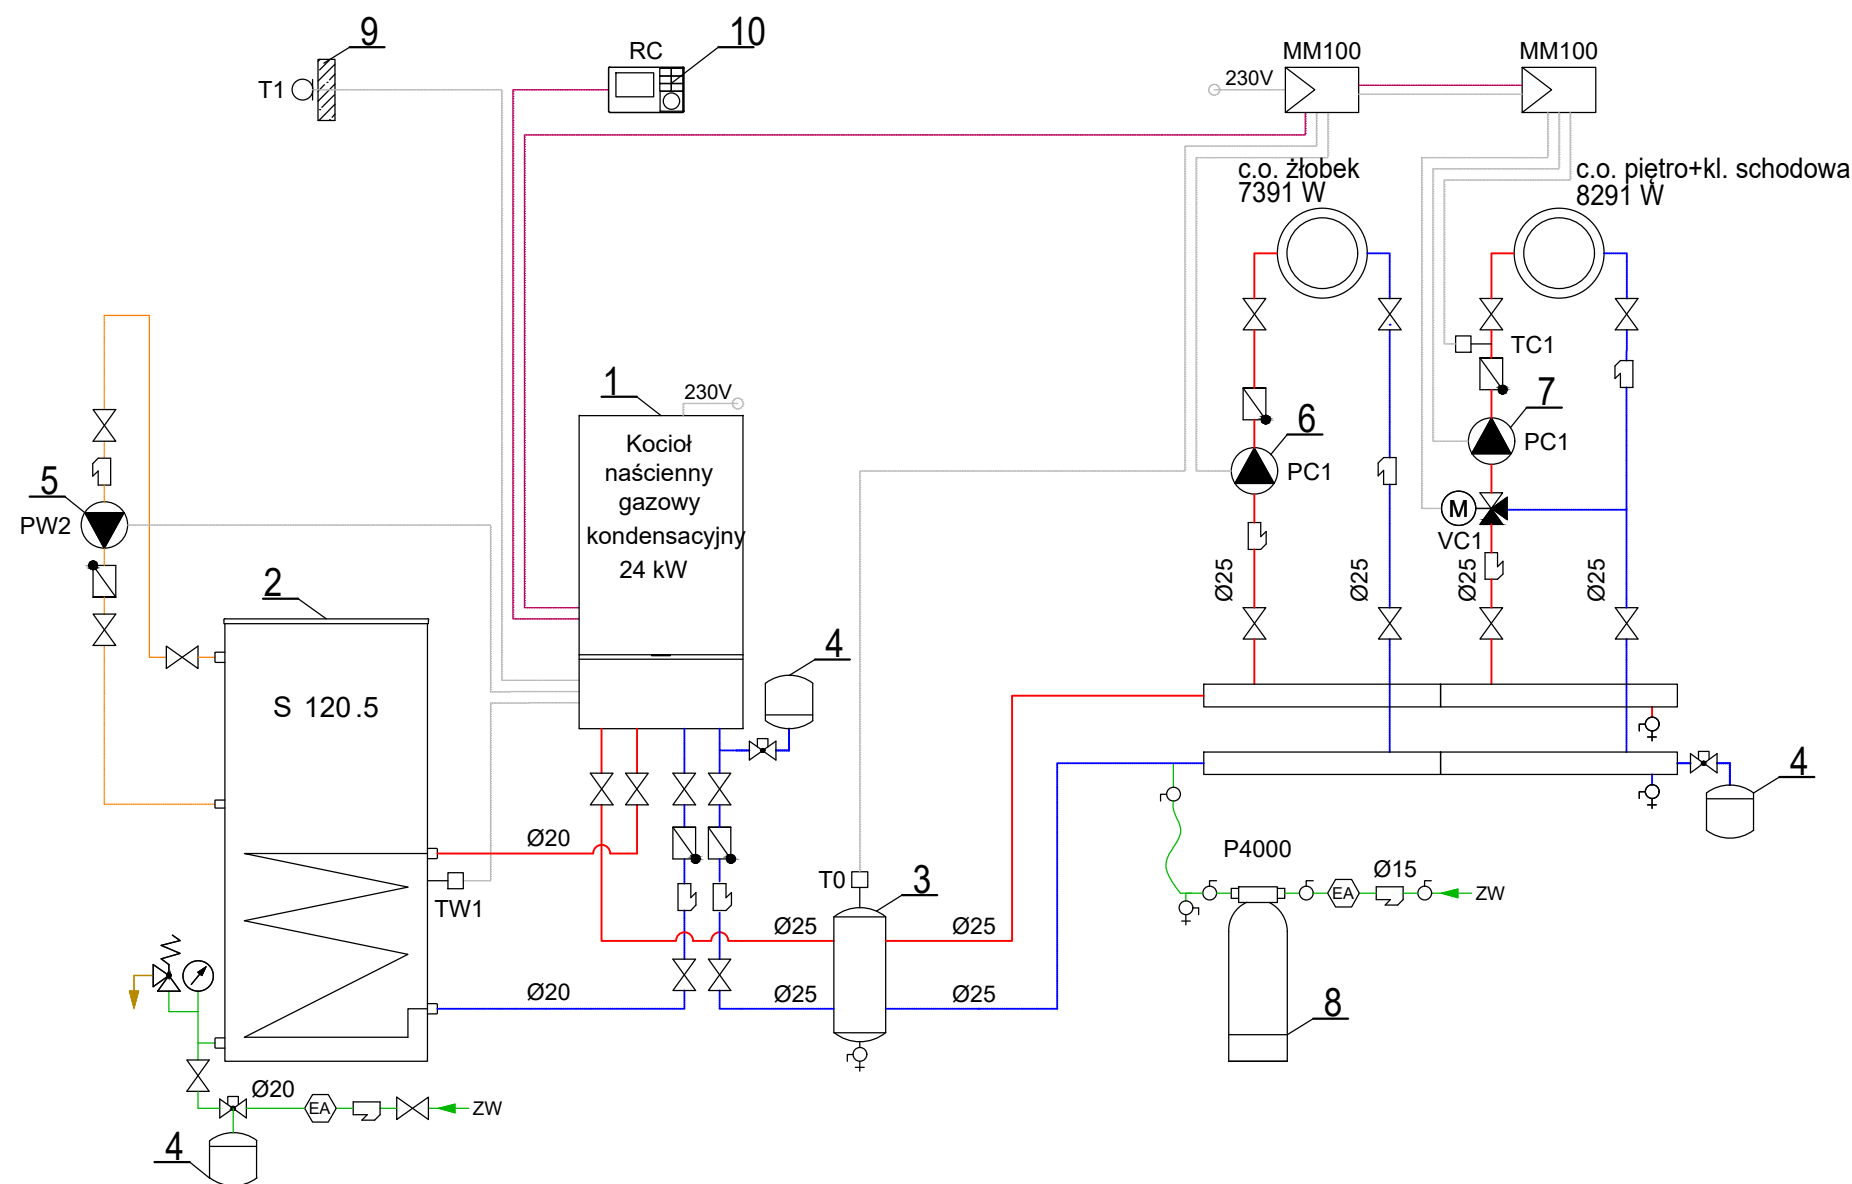 9
RC
10
MM100
MM100
T1
230V
c.o. żłobek
7391 W
c.o. piętro+kl. schodowa
8291 W
TC1
1
230V
7
6
Kocioł
naścienny
gazowy
kondensacyjny
24 kW
PC1
PC1
5
PW2
M
VC1
Ø25
Ø25
Ø25
Ø25
2
4
S 120.5
4
Ø20
P4000
Ø15
T0
3
EA
ZW
TW1
Ø25
Ø25
Ø20
Ø25
Ø25
8
Ø20
EA
ZW
4